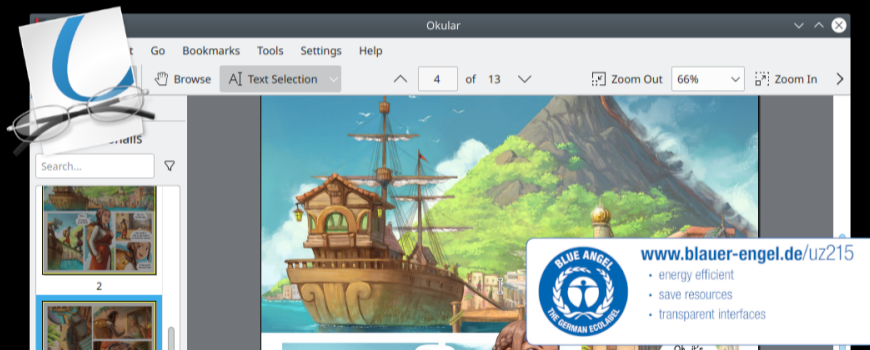 Okular
Go Bookmarks Tools Settings Help
Browse Text Selection 4 of 13 Zoom Out 66% Zoom In
Search...
2
www.blauer-engel.de/uz215
BLUE ANGEL
THE GERMAN ECOLABEL
• energy efficient
• save resources
• transparent interfaces